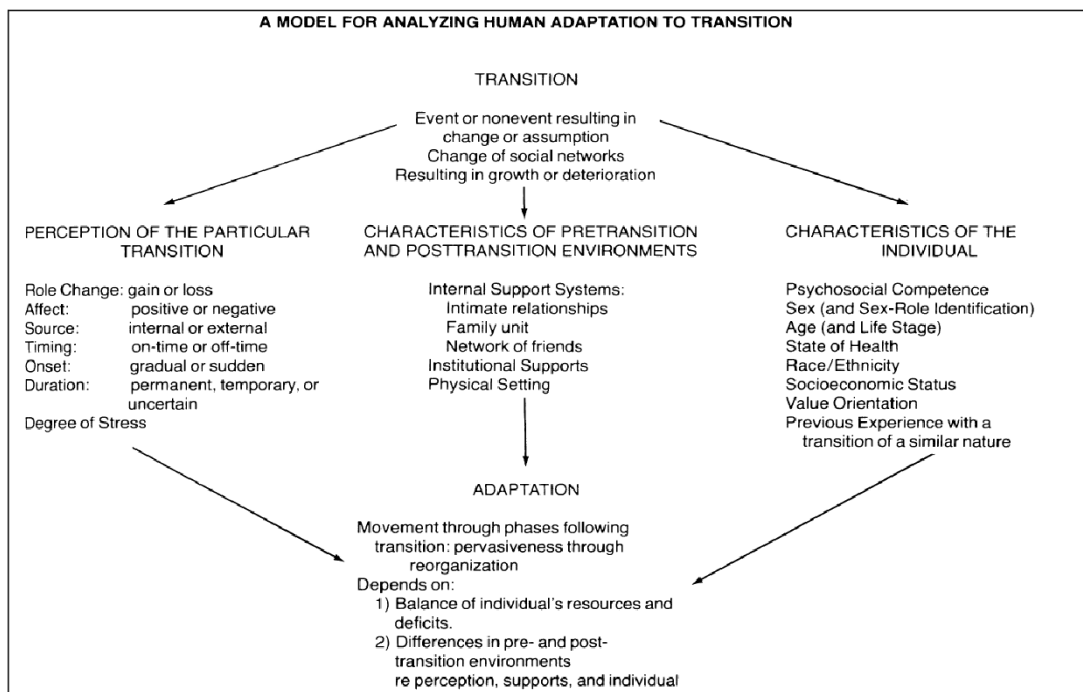 A MODEL FOR ANALYZING HUMAN ADAPTATION TO TRANSITION
TRANSITION
Event or nonevent resulting in
change or assumption
Change of social networks
Resulting in growth or deterioration
PERCEPTION OF THE PARTICULAR
TRANSITION
Role Change: gain or loss
Affect: positive or negative
Source: internal or external
Timing: on-time or off-time
Onset: gradual or sudden
Duration: permanent, temporary, or
uncertain
Degree of Stress
CHARACTERISTICS OF PRETRANSITION
AND POSTTRANSITION ENVIRONMENTS
Internal Support Systems:
Intimate relationships
Family unit
Network of friends
Institutional Supports
Physical Setting
CHARACTERISTICS OF THE
INDIVIDUAL
Psychosocial Competence
Sex (and Sex-Role Identification)
Age (and Life Stage)
State of Health
Race/Ethnicity
Socioeconomic Status
Value Orientation
Previous Experience with a
transition of a similar nature
ADAPTATION
Movement through phases following
transition: pervasiveness through
reorganization
Depends on:
1) Balance of individual's resources and
deficits.
2) Differences in pre- and post-
transition environments
re perception, supports, and individual